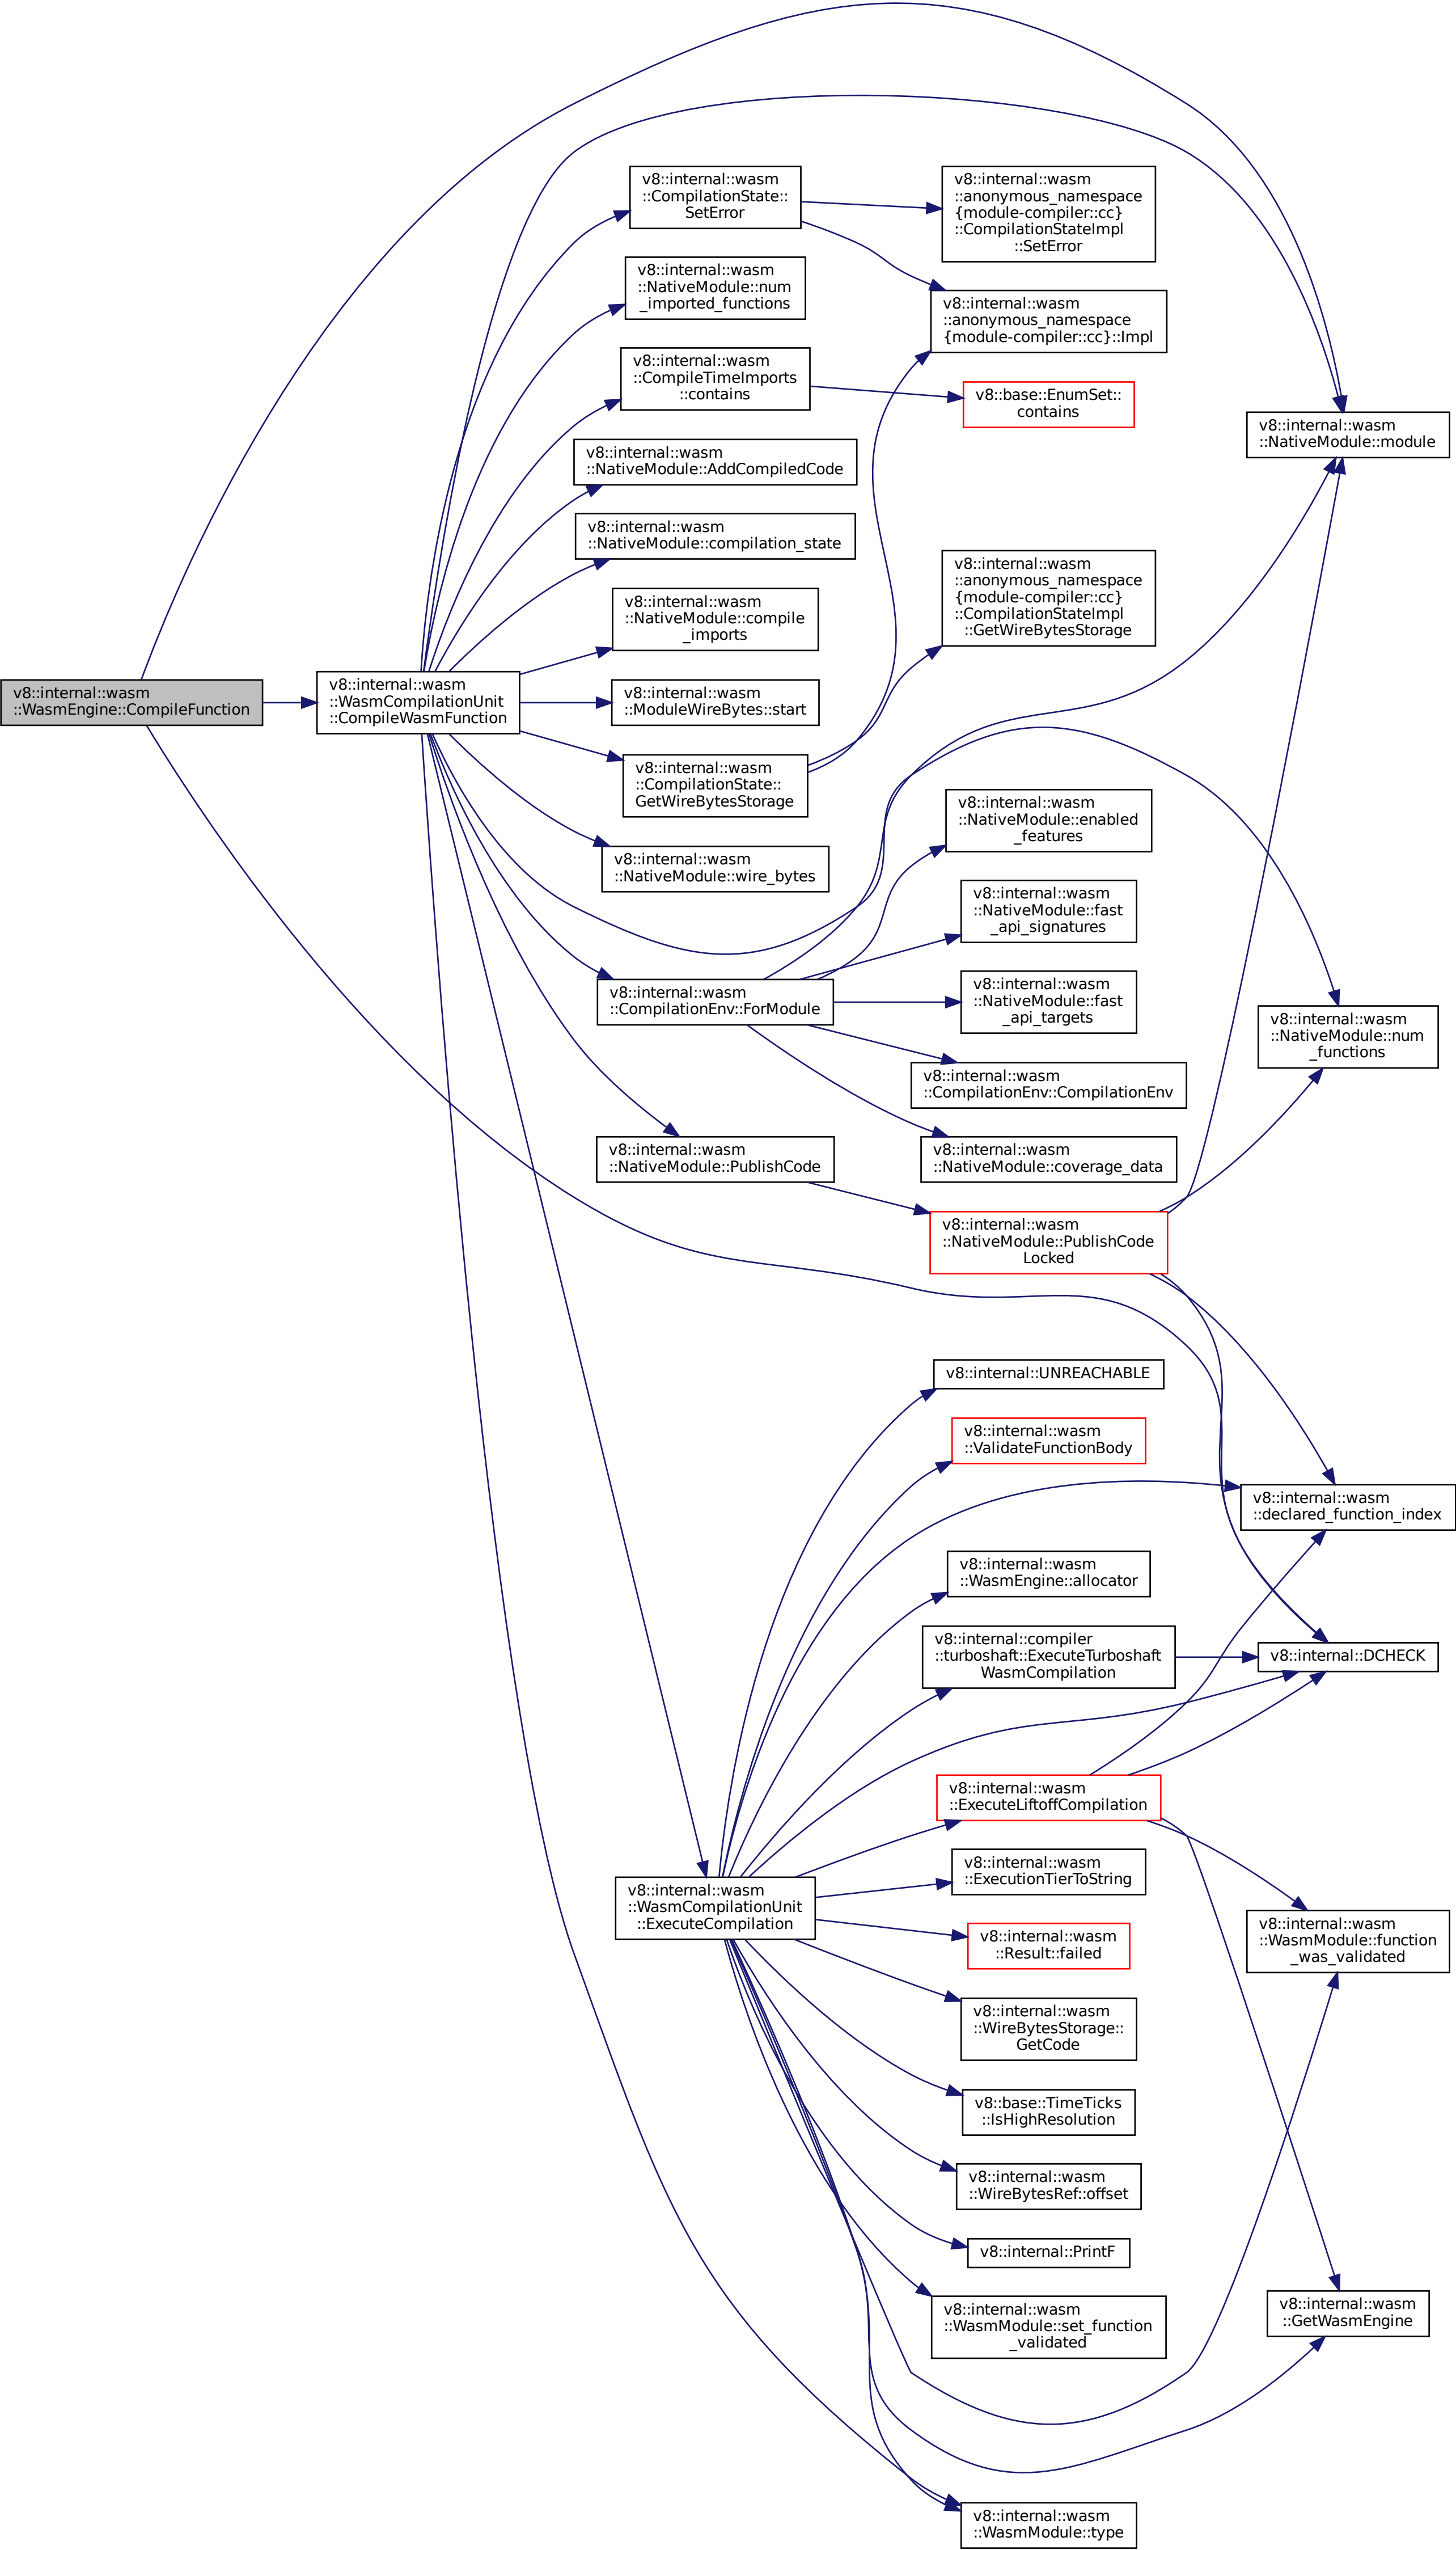 v8::internal::wasm
::WasmEngine::CompileFunction
v8::internal::wasm
::WasmCompilationUnit
::CompileWasmFunction
v8::internal::wasm
::CompilationState::
SetError
v8::internal::wasm
::NativeModule::num
_imported_functions
v8::internal::wasm
::CompileTimeImports
::contains
v8::internal::wasm
::NativeModule::AddCompiledCode
v8::internal::wasm
::NativeModule::compilation_state
v8::internal::wasm
::NativeModule::compile
_imports
v8::internal::wasm
::ModuleWireBytes::start
v8::internal::wasm
::CompilationState::
GetWireBytesStorage
v8::internal::wasm
::NativeModule::wire_bytes
v8::internal::wasm
::CompilationEnv::ForModule
v8::internal::wasm
::NativeModule::PublishCode
v8::internal::wasm
::WasmCompilationUnit
::ExecuteCompilation
v8::internal::wasm
::anonymous_namespace
{module-compiler::cc}
::CompilationStateImpl
::SetError
v8::internal::wasm
::anonymous_namespace
{module-compiler::cc}::Impl
v8::base::EnumSet::
contains
v8::internal::wasm
::anonymous_namespace
{module-compiler::cc}
::CompilationStateImpl
::GetWireBytesStorage
v8::internal::wasm
::NativeModule::enabled
_features
v8::internal::wasm
::NativeModule::fast
_api_signatures
v8::internal::wasm
::NativeModule::fast
_api_targets
v8::internal::wasm
::CompilationEnv::CompilationEnv
v8::internal::wasm
::NativeModule::coverage_data
v8::internal::wasm
::NativeModule::PublishCode
Locked
v8::internal::UNREACHABLE
v8::internal::wasm
::ValidateFunctionBody
v8::internal::wasm
::WasmEngine::allocator
v8::internal::compiler
::turboshaft::ExecuteTurboshaft
WasmCompilation
v8::internal::wasm
::ExecuteLiftoffCompilation
v8::internal::wasm
::ExecutionTierToString
v8::internal::wasm
::Result::failed
v8::internal::wasm
::WireBytesStorage::
GetCode
v8::base::TimeTicks
::IsHighResolution
v8::internal::wasm
::WireBytesRef::offset
v8::internal::PrintF
v8::internal::wasm
::WasmModule::set_function
_validated
v8::internal::wasm
::WasmModule::type
v8::internal::wasm
::NativeModule::module
v8::internal::wasm
::NativeModule::num
_functions
v8::internal::wasm
::declared_function_index
v8::internal::DCHECK
v8::internal::wasm
::WasmModule::function
_was_validated
v8::internal::wasm
::GetWasmEngine